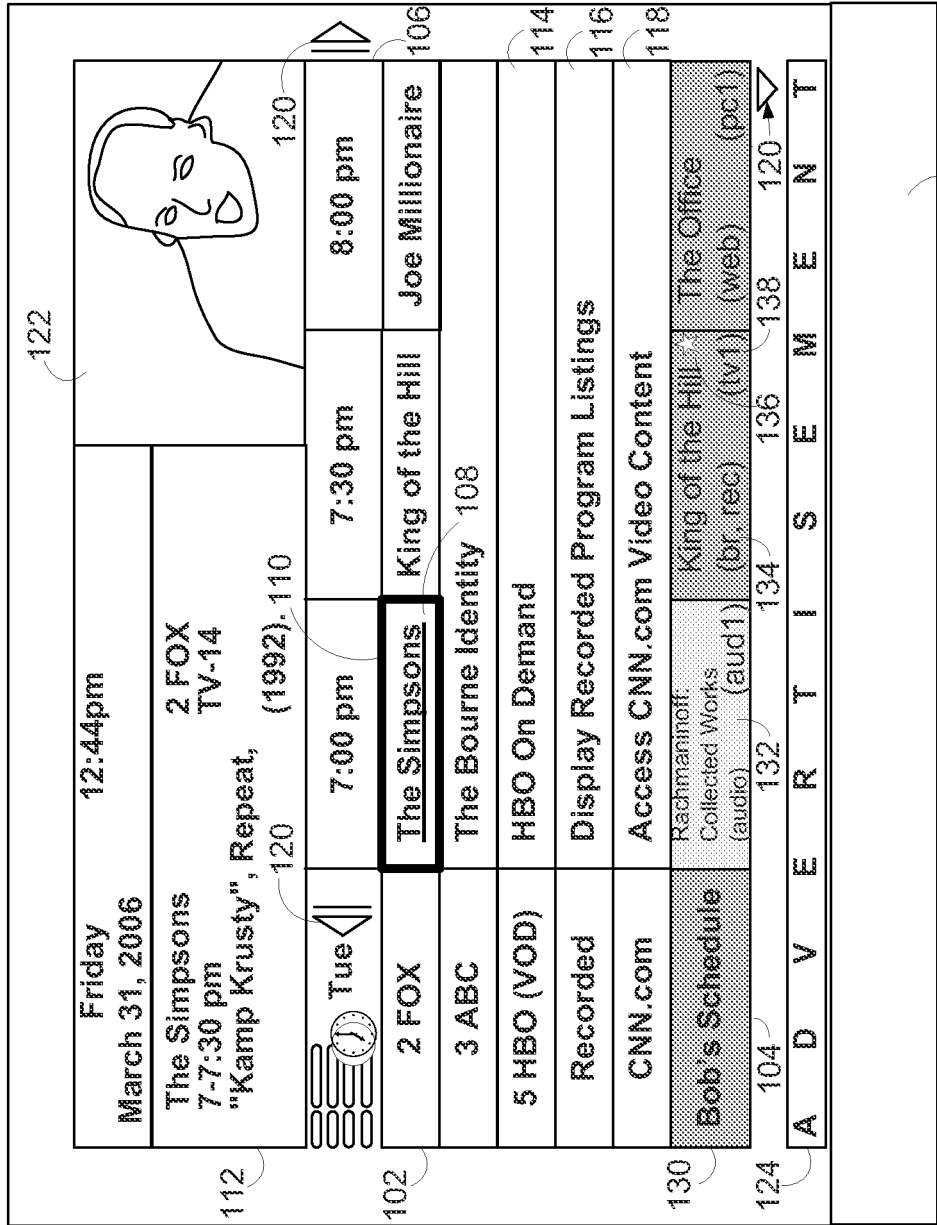 122
Friday 12:44pm
March 31, 2006
The Simpsons 2 FOX
7-7:30 pm TV-14
"Kamp Krusty", Repeat, (1992).
110
112
120
120
Tue 7:00 pm 7:30 pm 8:00 pm
106
102
2 FOX The Simpsons King of the Hill Joe Millionaire
108
3 ABC The Bourne Identity
5 HBO (VOD) HBO On Demand
114
Recorded Display Recorded Program Listings
116
CNN.com Access CNN.com Video Content
118
130
Bob's Schedule
Rachmaninoff:
Collected Works
(audio) (aud1)
King of the Hill
(br, rec) (tv1)
The Office
(web) (pc1)
104 132 134 136 138 120
124
A D V E R T I S E M E N T